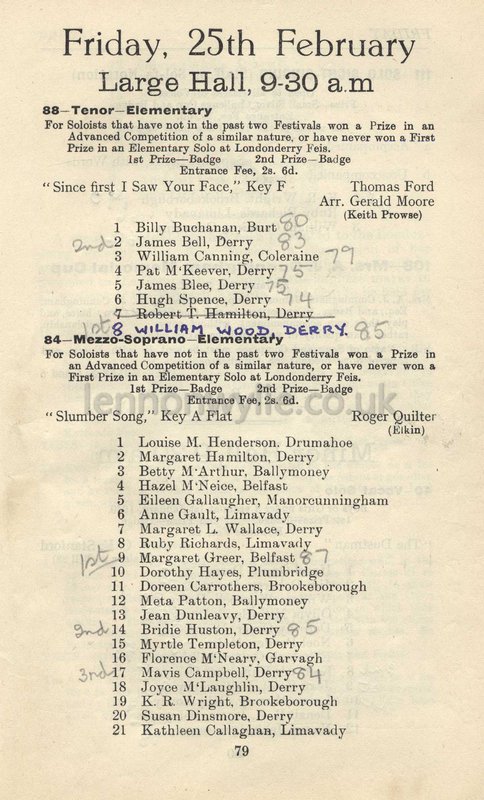 Friday, 25th February
Large Hall, 9-30 a.m
88—Tenor—Elementary
For Soloists that have not in the past two Festivals won a Prize in an
Advanced Competition of a similar nature, or have never won a First
Prize in an Elementary Solo at Londonderry Feis.
1st Prize—Badge 2nd Prize—Badge
Entrance Fee, 2s. 6d.
"Since first I Saw Your Face," Key F Thomas Ford
Arr. Gerald Moore
(Keith Prowse)
1 Billy Buchanan, Burt 80
2nd 2 James Bell, Derry 83
3 William Canning, Coleraine 79
4 Pat M'Keever, Derry 75
5 James Blee, Derry 75
6 Hugh Spence, Derry 74
7 Robert T. Hamilton, Derry
1st 8 WILLIAM WOOD, DERRY. 85
84—Mezzo-Soprano—Elementary
For Soloists that have not in the past two Festivals won a Prize in
an Advanced Competition of a similar nature, or have never won a
First Prize in an Elementary Solo at Londonderry Feis.
1st Prize—Badge 2nd Prize—Badge
Entrance Fee, 2s. 6d.
"Slumber Song," Key A Flat Roger Quilter
(Elkin)
1 Louise M. Henderson, Drumahoe
2 Margaret Hamilton, Derry
3 Betty M'Arthur, Ballymoney
4 Hazel M'Neice, Belfast
5 Eileen Gallaugher, Manorcunningham
6 Anne Gault, Limavady
7 Margaret L. Wallace, Derry
8 Ruby Richards, Limavady
1st 9 Margaret Greer, Belfast 87
10 Dorothy Hayes, Plumbridge
11 Doreen Carrothers, Brookeborough
12 Meta Patton, Ballymoney
13 Jean Dunleavy, Derry
2nd 14 Bridie Huston, Derry 85
15 Myrtle Templeton, Derry
16 Florence M'Neary, Garvagh
3rd 17 Mavis Campbell, Derry 84
18 Joyce M'Laughlin, Derry
19 K. R. Wright, Brookeborough
20 Susan Dinsmore, Derry
21 Kathleen Callaghan, Limavady
79